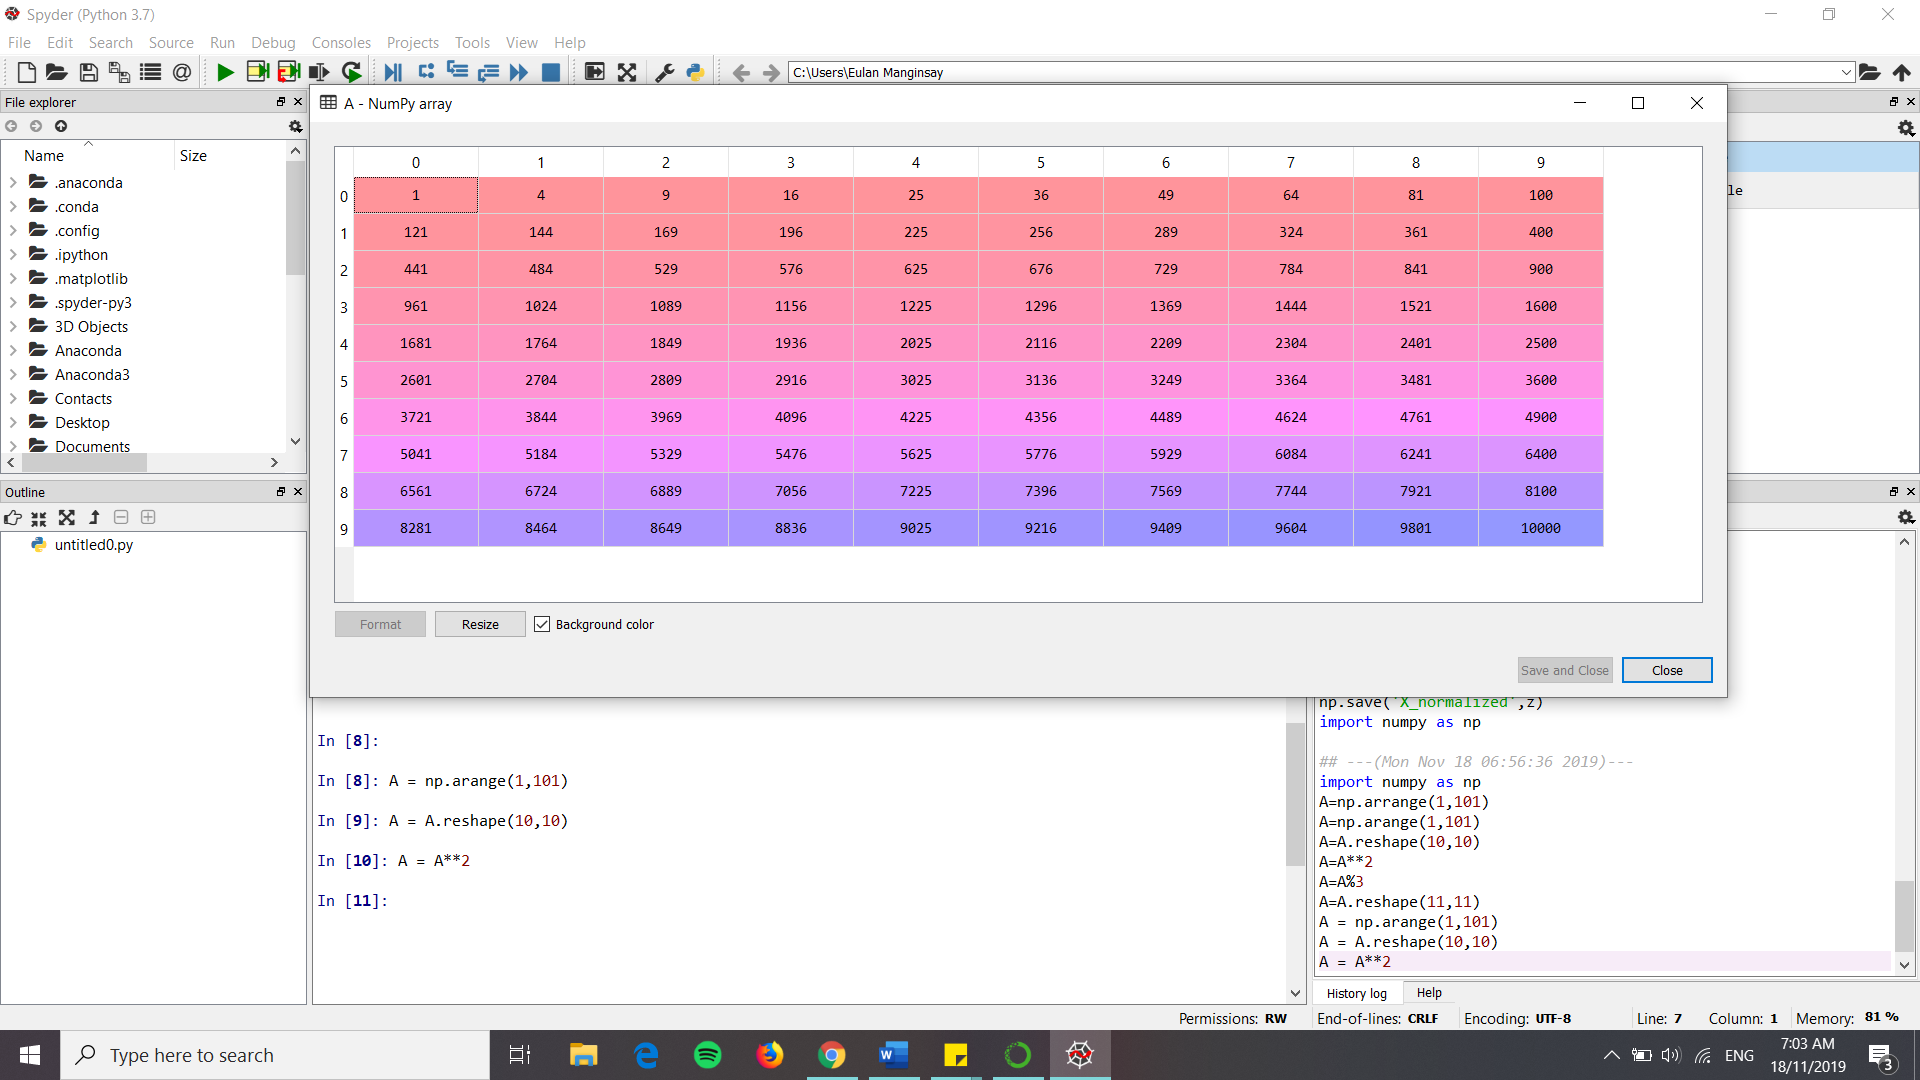 Spyder (Python 3.7)
File Edit Search Source Run Debug Consoles Projects Tools View Help
C:\Users\Eulan Manginsay
File explorer
Name Size
.anaconda
.conda
.config
.ipython
.matplotlib
.spyder-py3
3D Objects
Anaconda
Anaconda3
Contacts
Desktop
Documents
Outline
untitled0.py
A - NumPy array
0 1 2 3 4 5 6 7 8 9
0 1 4 9 16 25 36 49 64 81 100
1 121 144 169 196 225 256 289 324 361 400
2 441 484 529 576 625 676 729 784 841 900
3 961 1024 1089 1156 1225 1296 1369 1444 1521 1600
4 1681 1764 1849 1936 2025 2116 2209 2304 2401 2500
5 2601 2704 2809 2916 3025 3136 3249 3364 3481 3600
6 3721 3844 3969 4096 4225 4356 4489 4624 4761 4900
7 5041 5184 5329 5476 5625 5776 5929 6084 6241 6400
8 6561 6724 6889 7056 7225 7396 7569 7744 7921 8100
9 8281 8464 8649 8836 9025 9216 9409 9604 9801 10000
Format Resize Background color
Save and Close Close
le
In [8]:
In [8]: A = np.arange(1,101)
In [9]: A = A.reshape(10,10)
In [10]: A = A**2
In [11]:
np.save('X_normalized',z)
import numpy as np
## ---(Mon Nov 18 06:56:36 2019)---
import numpy as np
A=np.arrange(1,101)
A=np.arange(1,101)
A=A.reshape(10,10)
A=A**2
A=A%3
A=A.reshape(11,11)
A = np.arange(1,101)
A = A.reshape(10,10)
A = A**2
History log Help
Permissions: RW End-of-lines: CRLF Encoding: UTF-8 Line: 7 Column: 1 Memory: 81 %
Type here to search
ENG
7:03 AM
18/11/2019
3